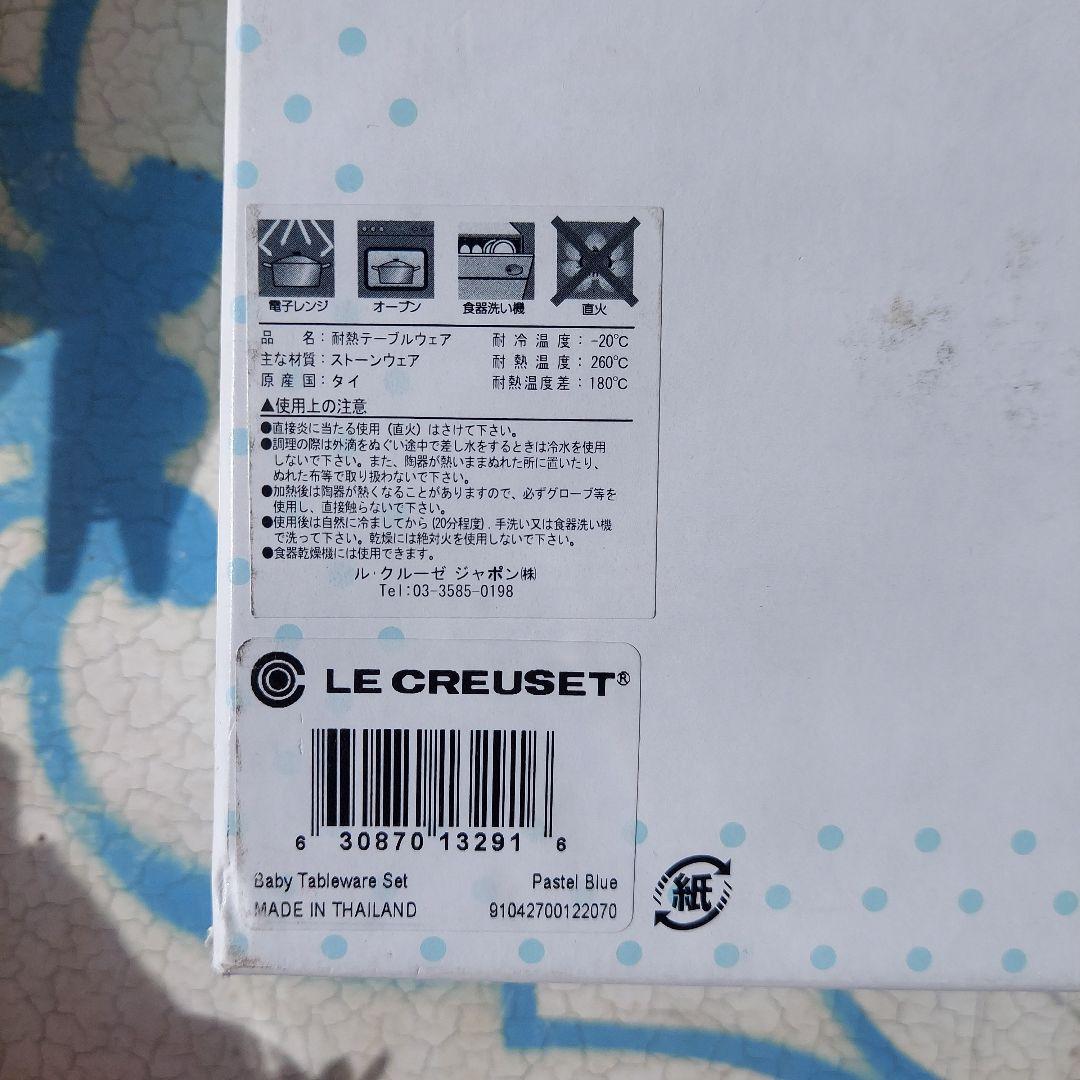 電子レンジ オーブン 食器洗い機 直火
品 名：耐熱テーブルウェア 耐冷温度：-20℃
主な材質：ストーンウェア 耐熱温度：260℃
原産国：タイ 耐熱温度差：180℃
▲使用上の注意
●直接炎に当たる使用（直火）はさけて下さい。
●調理の際は外滴をぬぐい途中で差し水をするときは冷水を使用
しないで下さい。また、陶器が熱いままぬれた所に置いたり、
ぬれた布等で取り扱わないで下さい。
●加熱後は陶器が熱くなることがありますので、必ずグローブ等を
使用し、直接触らないで下さい。
●使用後は自然に冷ましてから(20分程度)、手洗い又は食器洗い機
で洗って下さい。乾燥には絶対火を使用しないで下さい。
●食器乾燥機には使用できます。
ル・クルーゼ ジャポン㈱
Tel:03-3585-0198
LE CREUSET®
6 30870 13291 6
Baby Tableware Set Pastel Blue
MADE IN THAILAND 91042700122070
紙